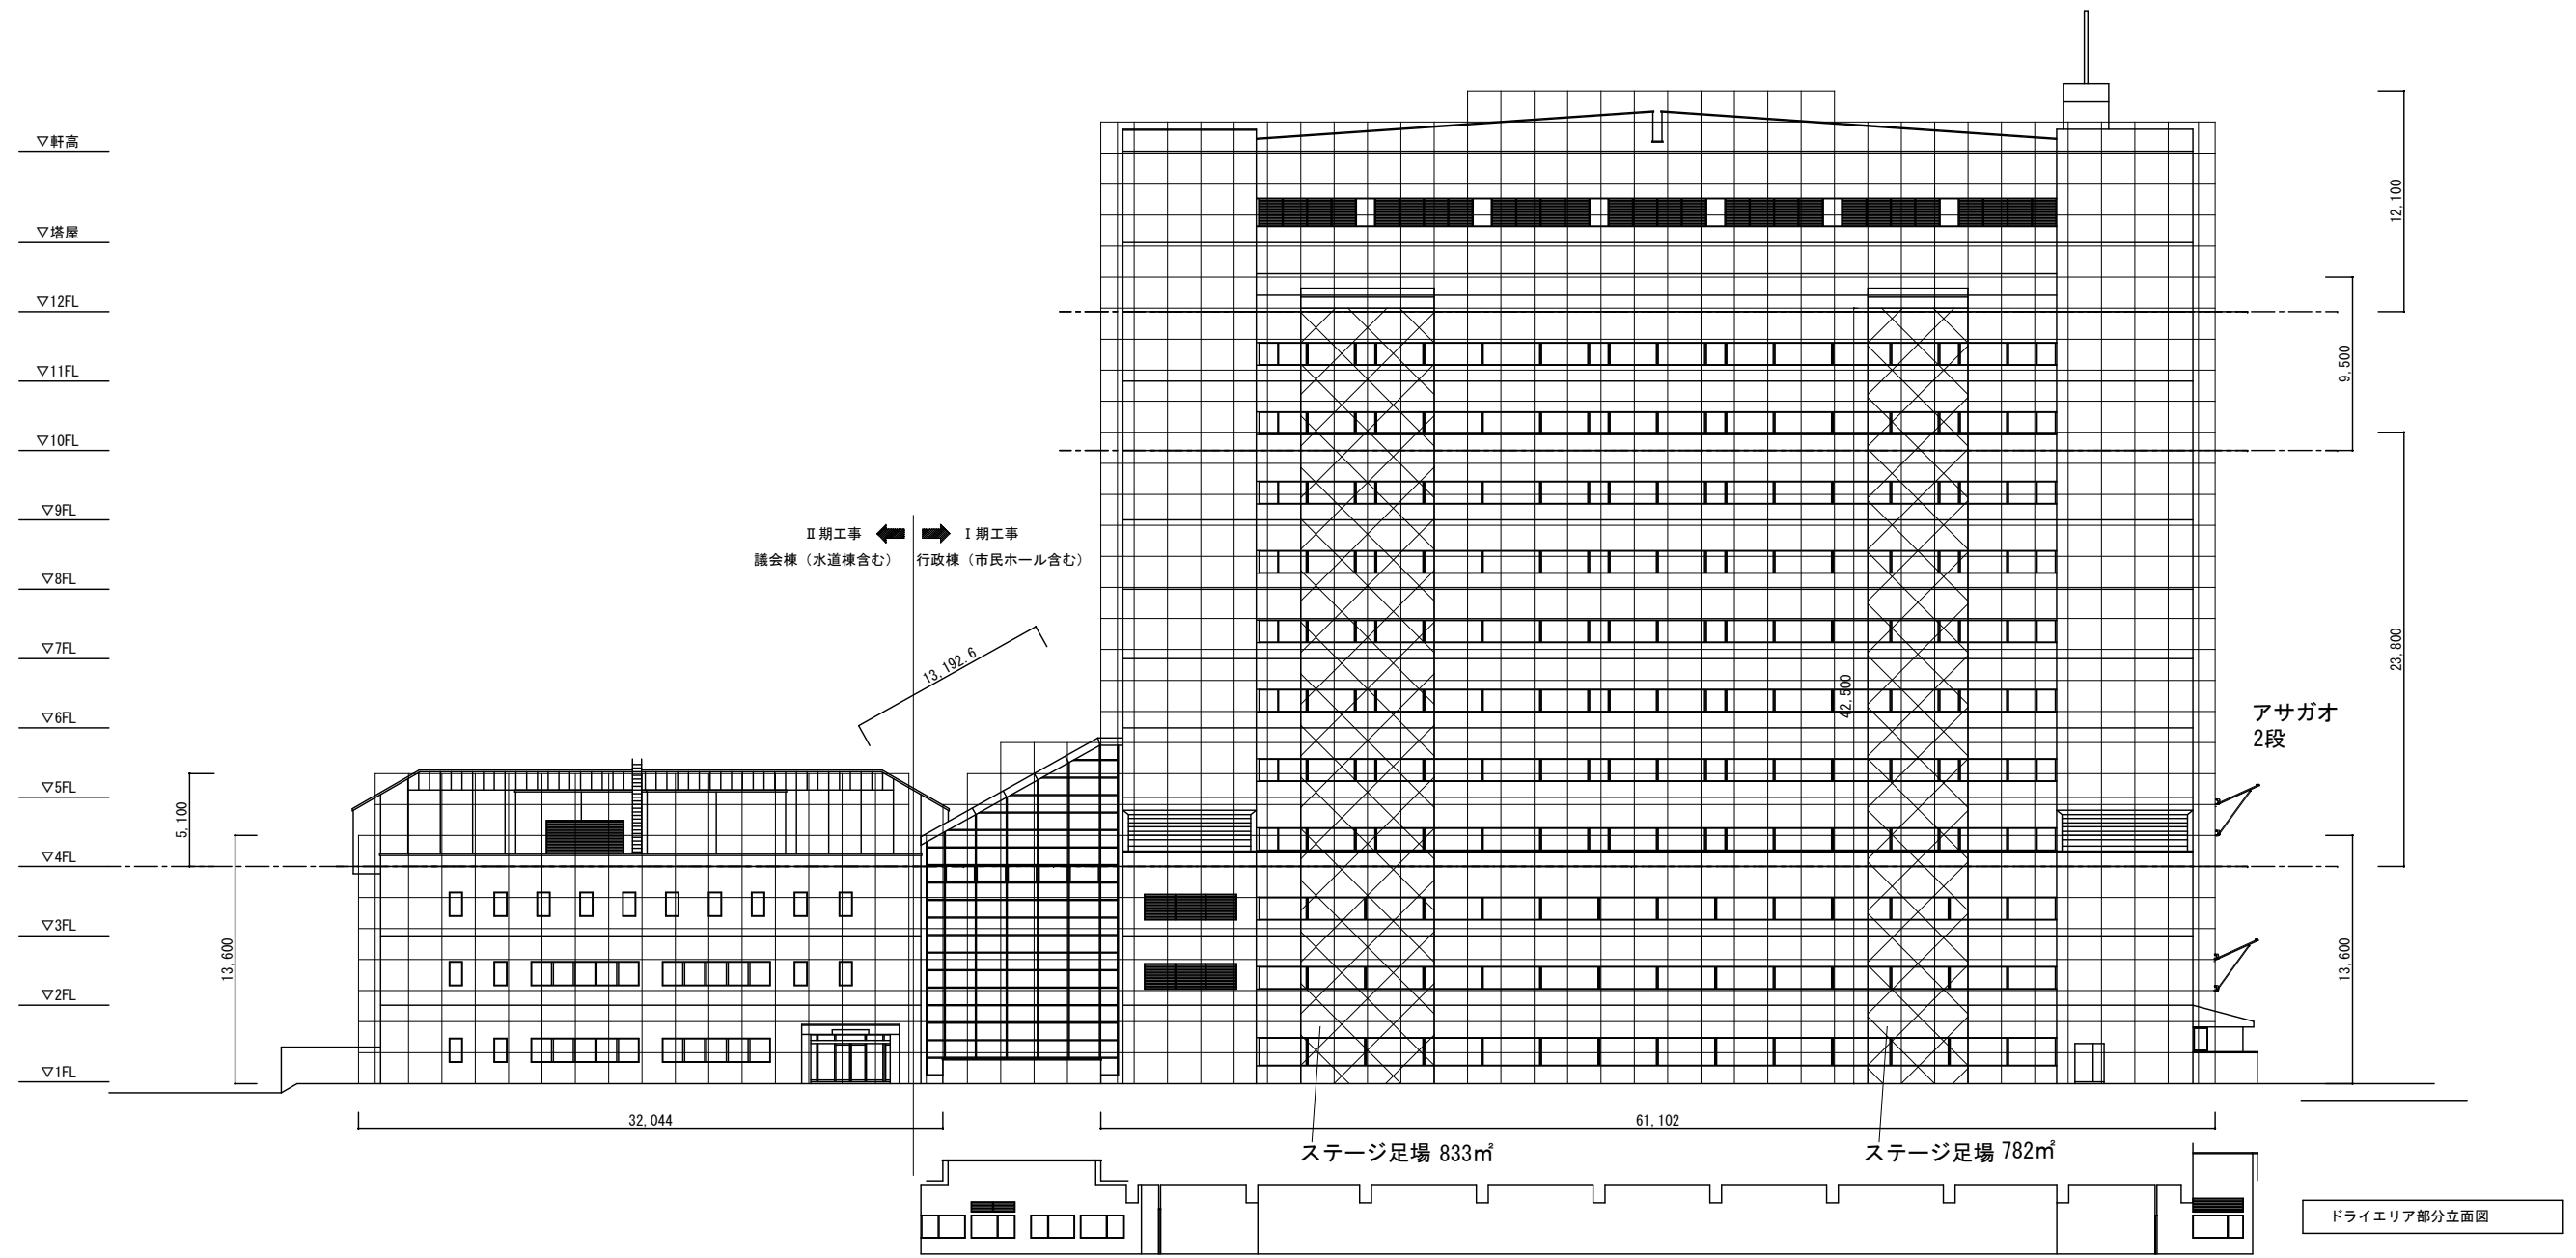 ▽軒高
▽塔屋
▽12FL
▽11FL
▽10FL
▽9FL
▽8FL
▽7FL
▽6FL
▽5FL
▽4FL
▽3FL
▽2FL
▽1FL
Ⅱ期工事
Ⅰ期工事
議会棟（水道棟含む）
行政棟（市民ホール含む）
13,192.6
5,100
13,600
32,044
61,102
42,500
12,100
9,500
23,800
13,600
アサガオ
2段
ステージ足場 833㎡
ステージ足場 782㎡
ドライエリア部分立面図